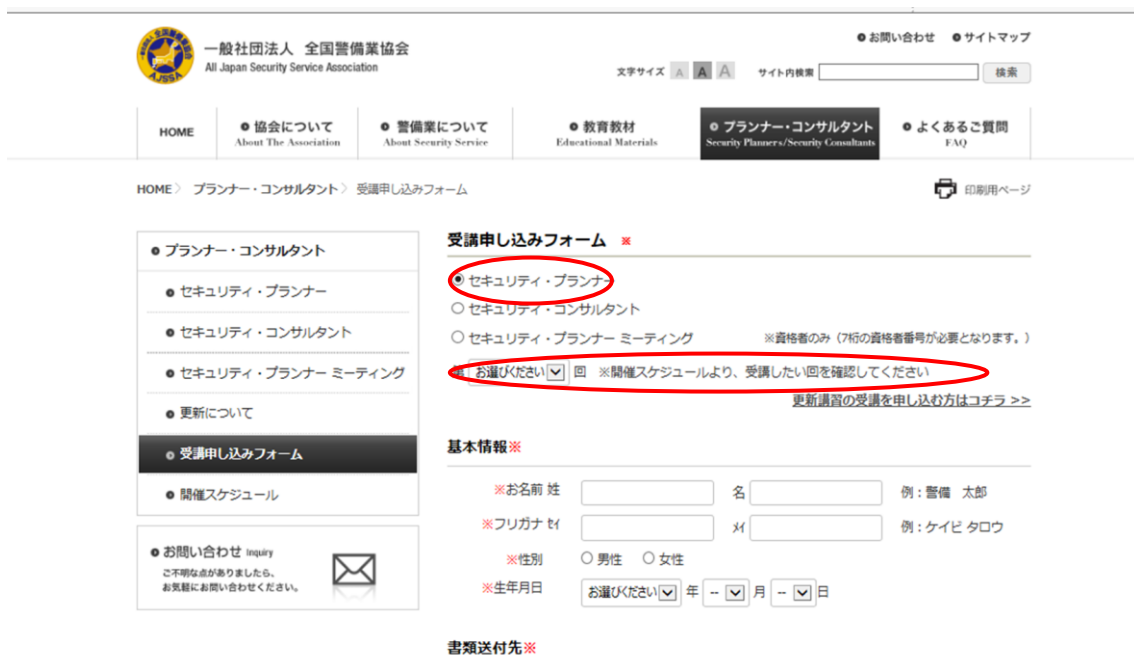 お問い合わせ サイトマップ
一般社団法人 全国警備業協会
All Japan Security Service Association
AJSSA
文字サイズ A A A サイト内検索 検索
HOME 協会について 警備業について 教育教材 プランナー・コンサルタント よくあるご質問
About The Association About Security Service Educational Materials Security Planners/Security Consultants FAQ
HOME〉 プランナー・コンサルタント〉 受講申し込みフォーム 印刷用ページ
プランナー・コンサルタント
セキュリティ・プランナー
セキュリティ・コンサルタント
セキュリティ・プランナー ミーティング
更新について
受講申し込みフォーム
開催スケジュール
お問い合わせ Inquiry
ご不明な点がありましたら、
お気軽にお問い合わせください。
受講申し込みフォーム ※
セキュリティ・プランナー
セキュリティ・コンサルタント
セキュリティ・プランナー ミーティング ※資格者のみ（7桁の資格者番号が必要となります。）
お選びください 回 ※開催スケジュールより、受講したい回を確認してください
更新講習の受講を申し込む方はコチラ >>
基本情報※
※お名前 姓 名 例：警備 太郎
※フリガナ セイ メイ 例：ケイビ タロウ
※性別 男性 女性
※生年月日 お選びください 年 -- 月 -- 日
書類送付先※